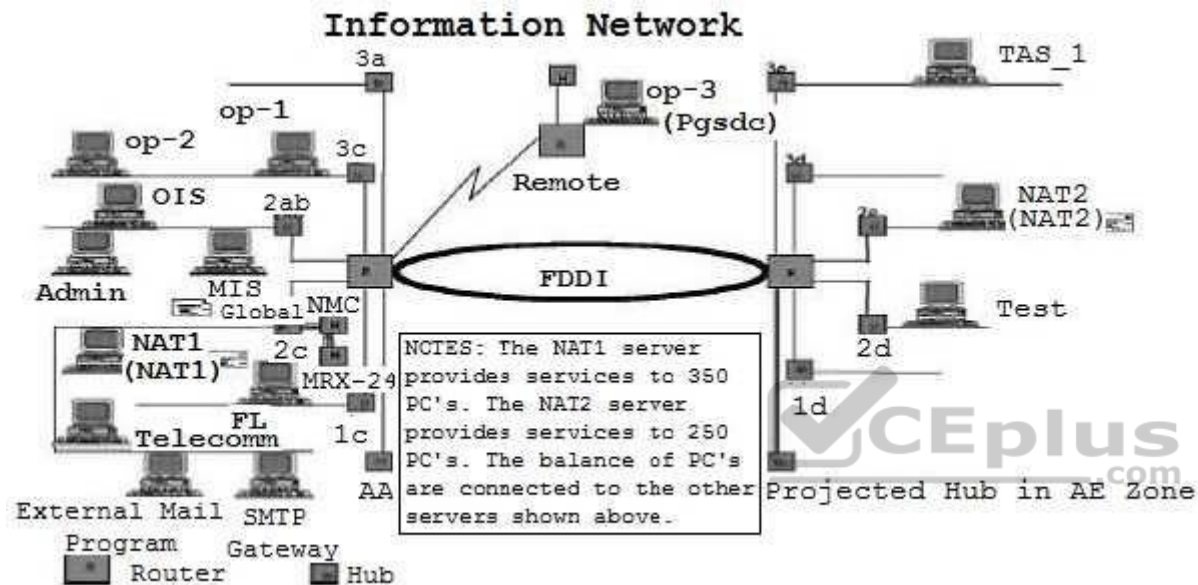 Information Network
3a
TAS_1
3e
H
op-3
(Pgsdc)
op-1
op-2
3c
3d
Remote
OIS
2ab
NAT2
(NAT2)
FDDI
Admin
MIS
Global
NMC
Test
NAT1
(NAT1)
2c
H
H
2d
MRX-24
NOTES: The NAT1 server
provides services to 350
PC's. The NAT2 server
provides services to 250
PC's. The balance of PC's
are connected to the other
servers shown above.
FL
Telecomm
1c
1d
CEplus
.com
AA
Projected Hub in AE Zone
External Mail
Program
SMTP
Gateway
Router
Hub